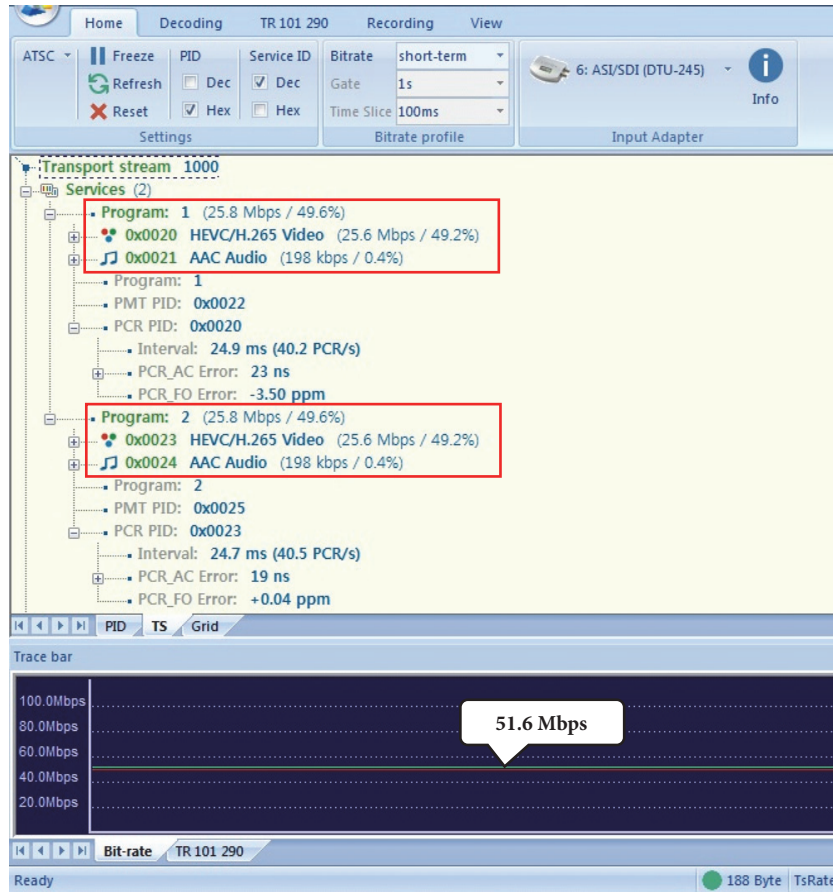 Home Decoding TR 101 290 Recording View
ATSC Freeze PID Service ID Bitrate short-term 6: ASI/SDI (DTU-245)
Refresh Dec Dec Gate 1s Info
Reset Hex Hex Time Slice 100ms
Settings Bitrate profile Input Adapter
Transport stream 1000
Services (2)
Program: 1 (25.8 Mbps / 49.6%)
0x0020 HEVC/H.265 Video (25.6 Mbps / 49.2%)
0x0021 AAC Audio (198 kbps / 0.4%)
Program: 1
PMT PID: 0x0022
PCR PID: 0x0020
Interval: 24.9 ms (40.2 PCR/s)
PCR_AC Error: 23 ns
PCR_FO Error: -3.50 ppm
Program: 2 (25.8 Mbps / 49.6%)
0x0023 HEVC/H.265 Video (25.6 Mbps / 49.2%)
0x0024 AAC Audio (198 kbps / 0.4%)
Program: 2
PMT PID: 0x0025
PCR PID: 0x0023
Interval: 24.7 ms (40.5 PCR/s)
PCR_AC Error: 19 ns
PCR_FO Error: +0.04 ppm
PID TS Grid
Trace bar
100.0Mbps
80.0Mbps
51.6 Mbps
60.0Mbps
40.0Mbps
20.0Mbps
Bit-rate TR 101 290
Ready 188 Byte TsRate